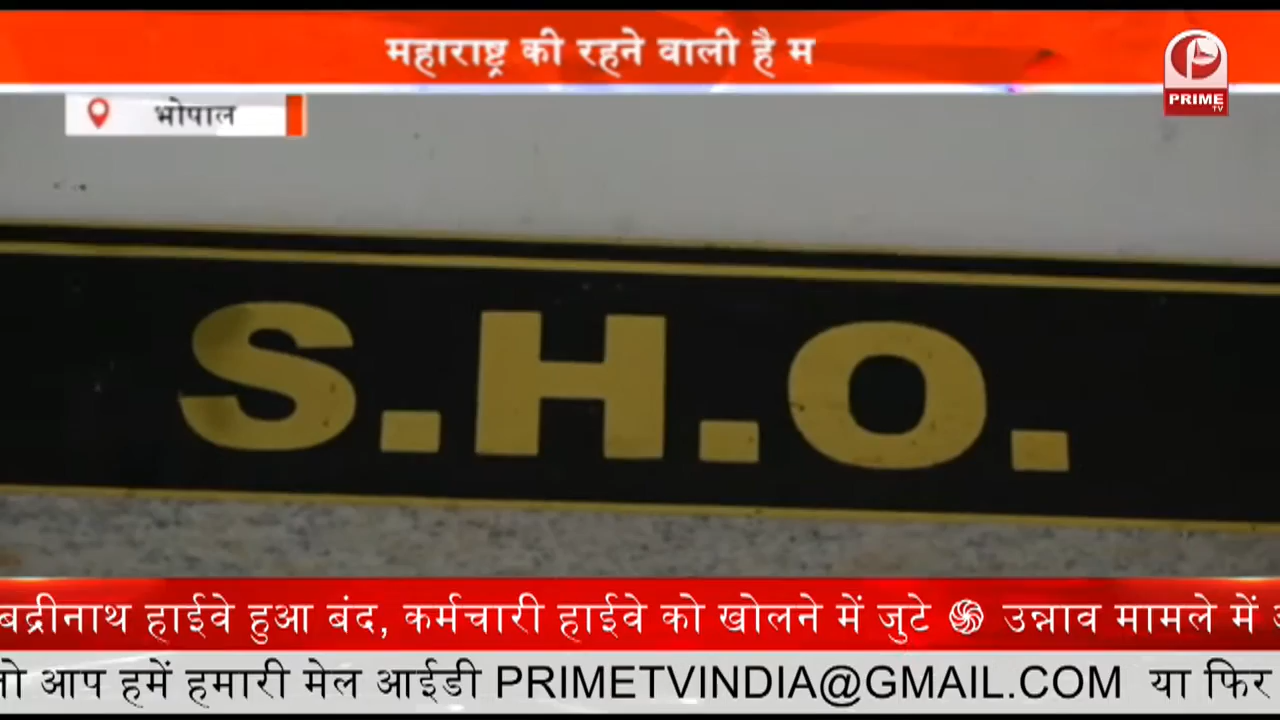 महाराष्ट्र की रहने वाली है म
PRIME
TV
भोपाल
S.H.O.
बद्रीनाथ हाईवे हुआ बंद, कर्मचारी हाईवे को खोलने में जुटे उन्नाव मामले में
आप हमें हमारी मेल आईडी PRIMETVINDIA@GMAIL.COM या फिर